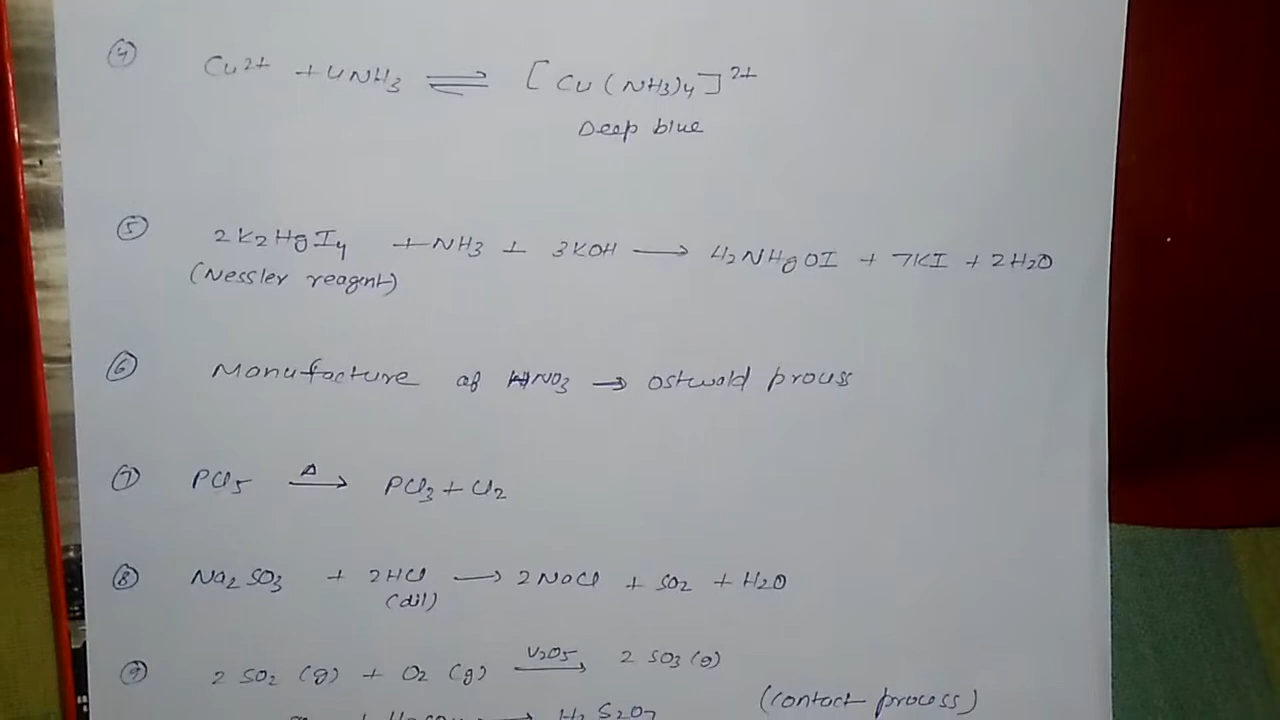 ④ Cu2+ + 4NH3 ⇌ [Cu(NH3)4]2+
Deep blue
⑤ 2K2HgI4 + NH3 + 3KOH → H2NHgOI + 7KI + 2H2O
(Nessler reagent)
⑥ Manufacture of HNO3 → Ostwald process
⑦ PCl5 Δ→ PCl3 + Cl2
⑧ Na2SO3 + 2HCl → 2NaCl + SO2 + H2O
(dil)
⑨ 2SO2 (g) + O2 (g) V2O5→ 2SO3 (g)
(Contact process)
→ H2S2O7